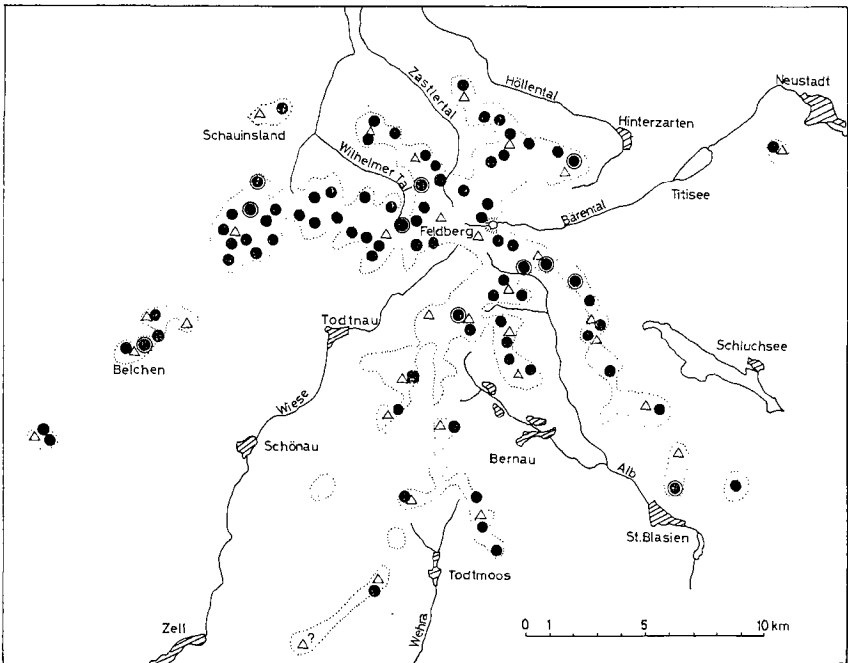 Neustadt
Zastlertal
Höllental
Hinterzarten
Schauinsland
Wilhelmer Tal
Titisee
Bärental
Feldberg
Todtnau
Schluchsee
Belchen
Wiese
Schönau
Bernau
Alb
St.Blasien
Todtmoos
?
Zell
Wehra
0 1 5 10 km